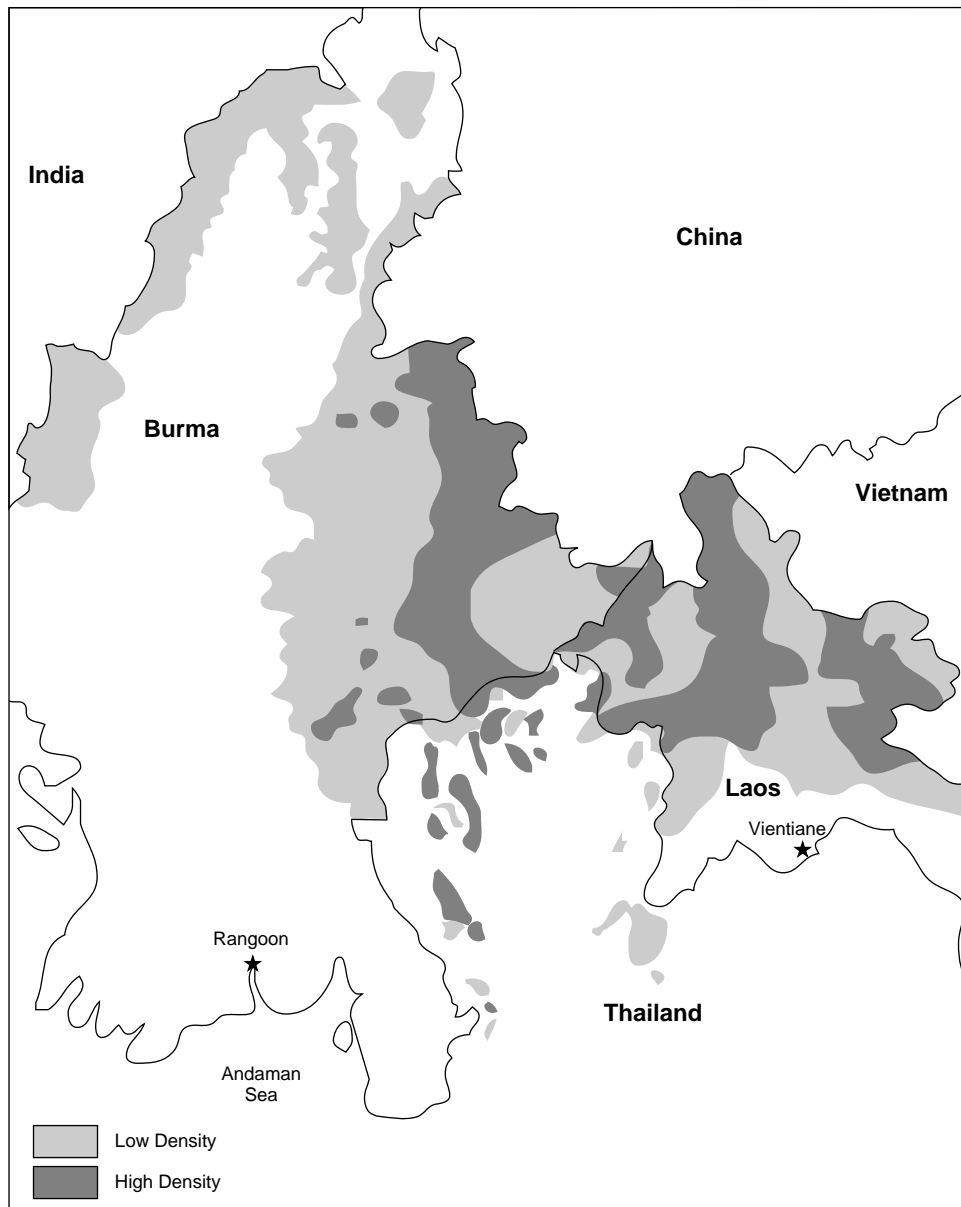 India
China
Burma
Vietnam
Laos
Vientiane
Rangoon
Thailand
Andaman
Sea
Low Density
High Density